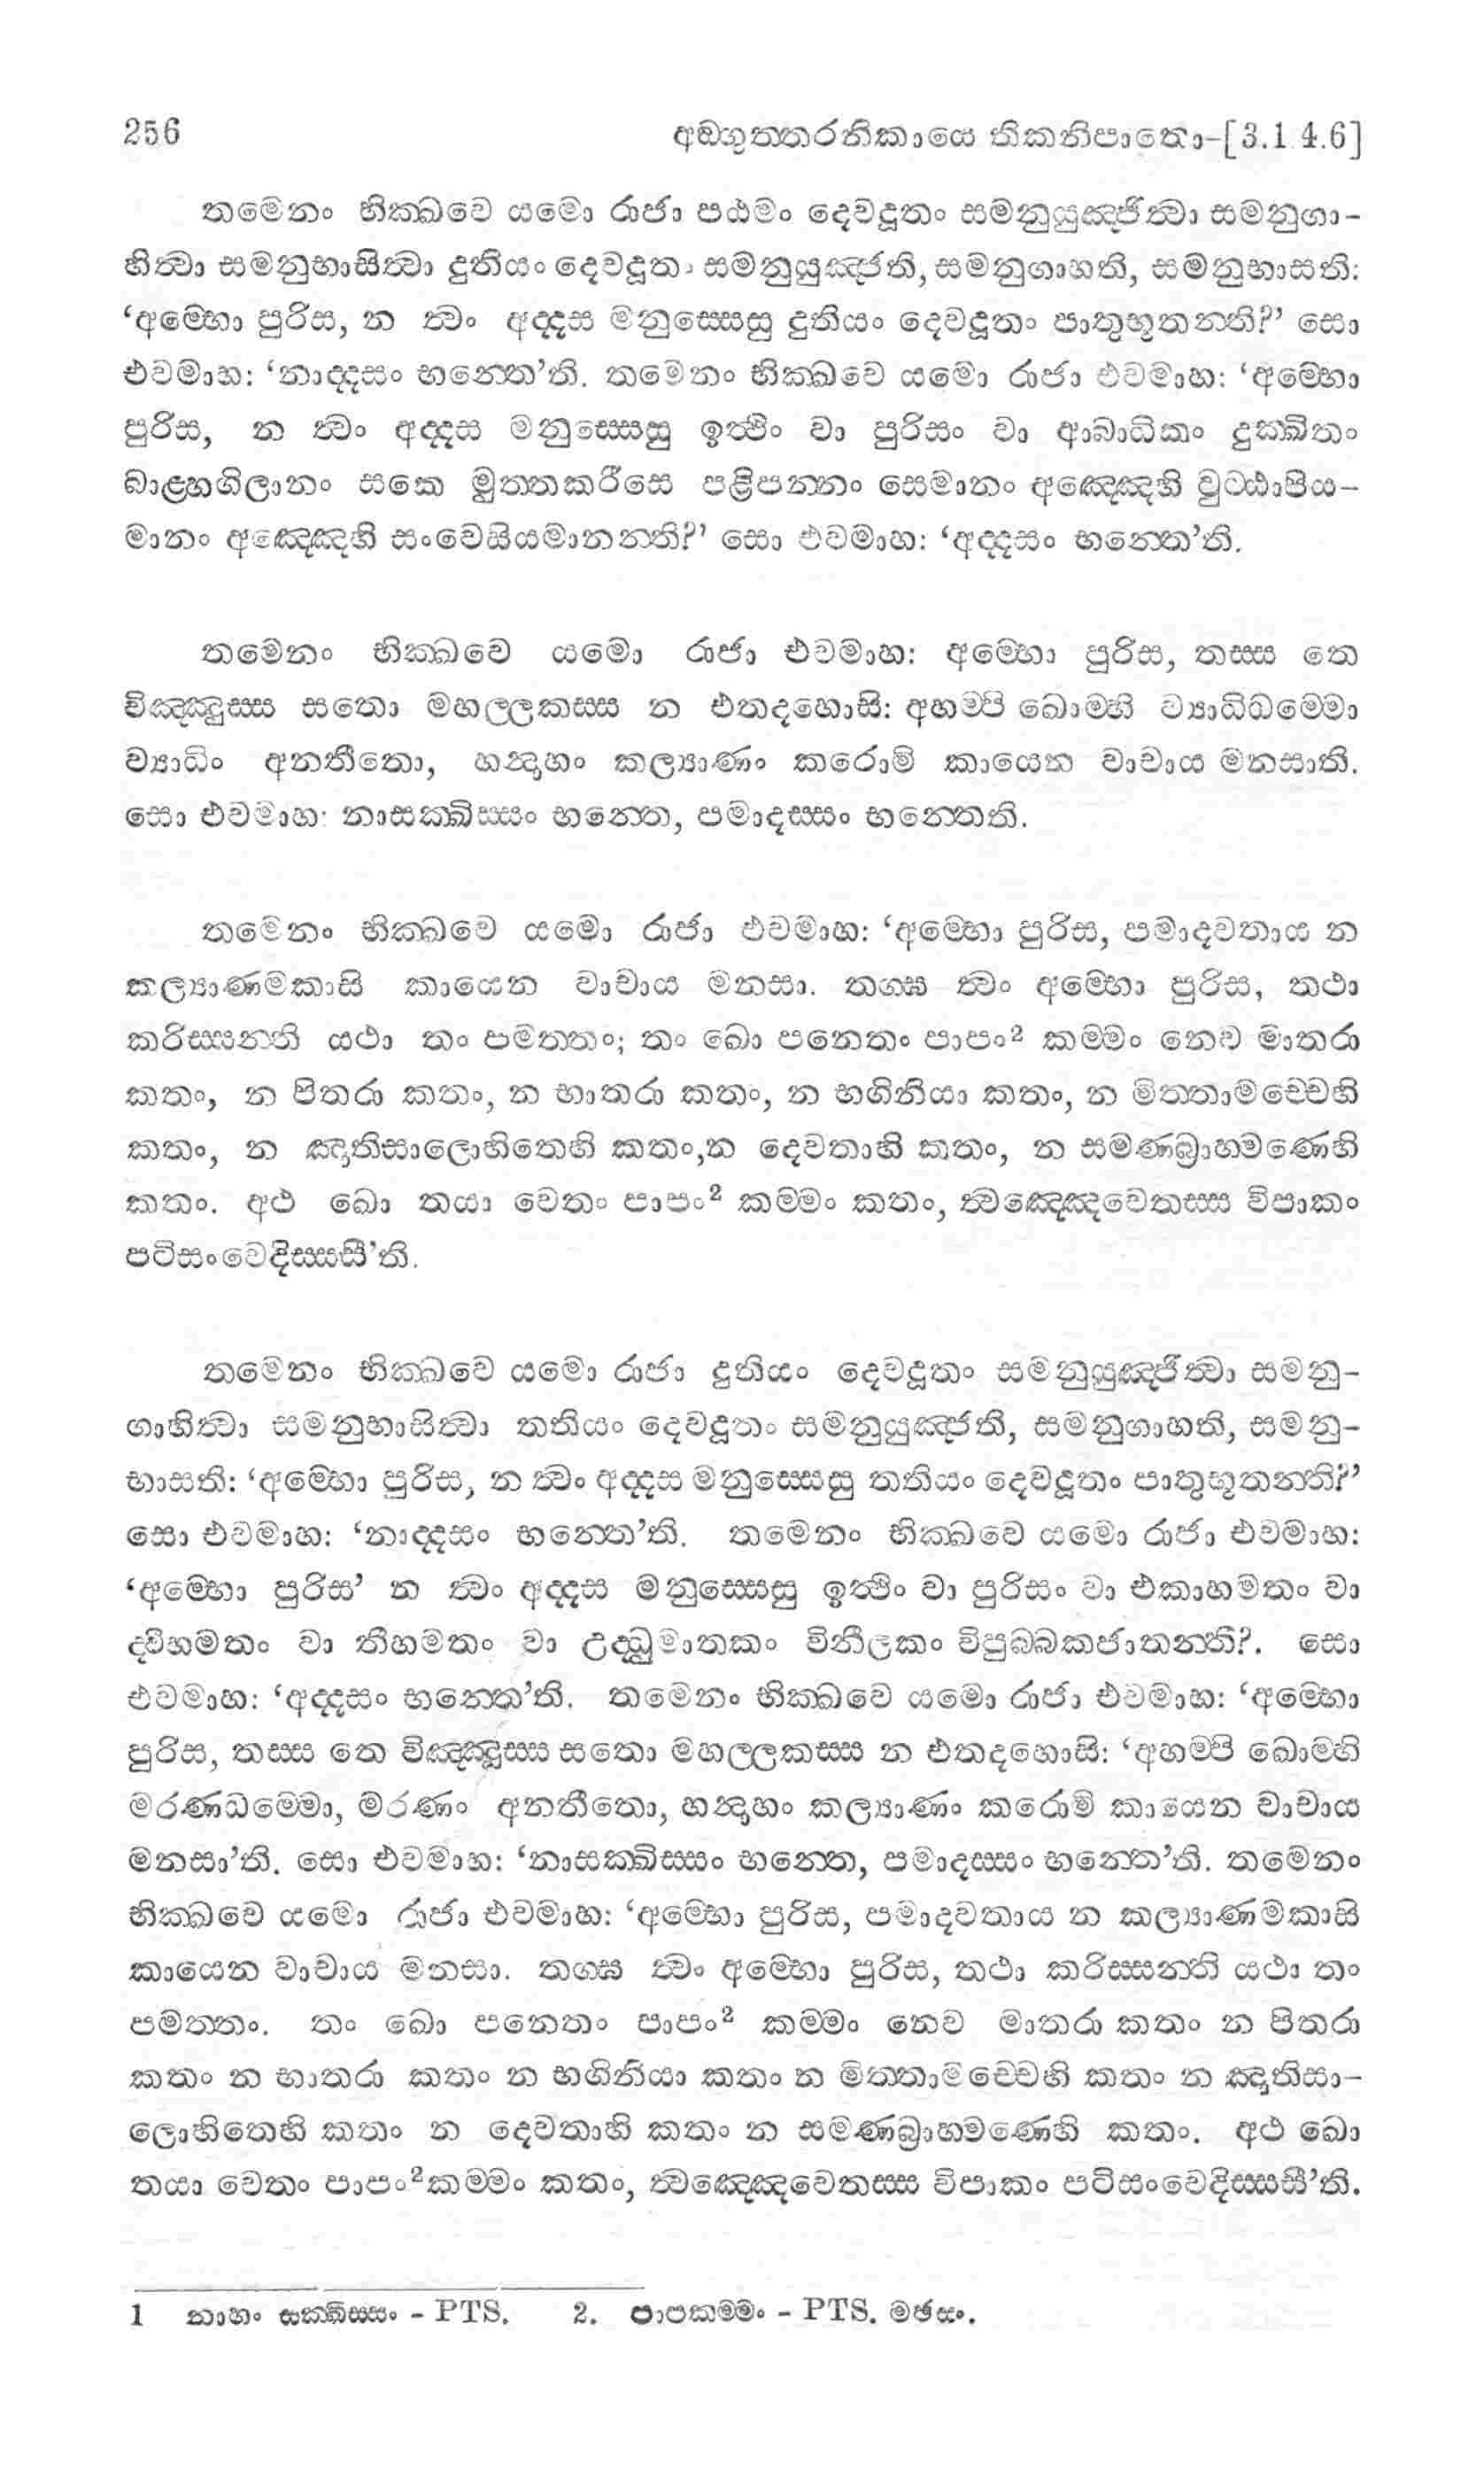 256 අඞගුත්තරනිකායෙ තිකනිපාතො-[3.1 4.6]
තමෙනං භික්ඛවෙ යමො රාජා පඨමං දෙවදූතං සමනුයුඤ්ජිත්වා සමනුගා-
හිත්වා සමනුභාසිත්වා දුතියං දෙවදූතං සමනුයුඤ්ජති, සමනුගාහති, සමනුභාසති:
‘අම්භො පුරිස, න ත්වං අද්දස මනුස්සෙසු දුතියං දෙවදූතං පාතුභූතන්ති?’ සො
එවමාහ: ‘නාද්දසං භන්තෙ’ති. තමෙනං භික්ඛවෙ යමො රාජා එවමාහ: ‘අම්භො
පුරිස, න ත්වං අද්දස මනුස්සෙසු ඉත්ථිං වා පුරිසං වා ආබාධිකං දුක්ඛිතං
බාළ්හගිලානං සකෙ මුත්තකරීසෙ පළිපන්නං සෙමානං අඤ්ඤෙහි වුට්ඨාපිය-
මානං අඤ්ඤෙහි සංවෙසියමානන්ති?’ සො එවමාහ: ‘අද්දසං භන්තෙ’ති.
තමෙනං භික්ඛවෙ යමො රාජා එවමාහ: අම්භො පුරිස, තස්ස තෙ
විඤ්ඤුස්ස සතො මහල්ලකස්ස න එතදහොසි: අහම්පි ඛොම්හි ව්‍යාධිධම්මො
ව්‍යාධිං අනතීතො, හන්දාහං කල්‍යාණං කරොමි කායෙන වාචාය මනසාති.
සො එවමාහ: නාසක්ඛිස්සං භන්තෙ, පමාදස්සං භන්තෙති.
තමෙනං භික්ඛවෙ යමො රාජා එවමාහ: ‘අම්භො පුරිස, පමාදවතාය න
කල්‍යාණමකාසි කායෙන වාචාය මනසා. තග්ඝ ත්වං අම්භො පුරිස, තථා
කරිස්සන්ති යථා තං පමත්තං; තං ඛො පනෙතං පාපං² කම්මං නෙව මාතරා
කතං, න පිතරා කතං, න භාතරා කතං, න භගිනියා කතං, න මිත්තාමච්චෙහි
කතං, න ඤාතිසාලොහිතෙහි කතං,න දෙවතාහි කතං, න සමණබ්‍රාහ්මණෙහි
කතං. අථ ඛො තයා වෙතං පාපං² කම්මං කතං, ත්වඤ්ඤෙවෙතස්ස විපාකං
පටිසංවෙදිස්සසී’ති.
තමෙනං භික්ඛවෙ යමො රාජා දුතියං දෙවදූතං සමනුයුඤ්ජිත්වා සමනු-
ගාහිත්වා සමනුභාසිත්වා තතියං දෙවදූතං සමනුයුඤ්ජති, සමනුගාහති, සමනු-
භාසති: ‘අම්භො පුරිස, න ත්වං අද්දස මනුස්සෙසු තතියං දෙවදූතං පාතුභූතන්ති?’
සො එවමාහ: ‘නාද්දසං භන්තෙ’ති. තමෙනං භික්ඛවෙ යමො රාජා එවමාහ:
‘අම්භො පුරිස’ න ත්වං අද්දස මනුස්සෙසු ඉත්ථිං වා පුරිසං වා එකාහමතං වා
ද්වීහමතං වා තීහමතං වා උද්ධුමාතකං විනීලකං විපුබ්බකජාතන්ති?. සො
එවමාහ: ‘අද්දසං භන්තෙ’ති. තමෙනං භික්ඛවෙ යමො රාජා එවමාහ: ‘අම්භො
පුරිස, තස්ස තෙ විඤ්ඤුස්ස සතො මහල්ලකස්ස න එතදහොසි: ‘අහම්පි ඛොම්හි
මරණධම්මො, මරණං අනතීතො, හන්දාහං කල්‍යාණං කරොමි කායෙන වාචාය
මනසා’ති. සො එවමාහ: ‘නාසක්ඛිස්සං භන්තෙ, පමාදස්සං භන්තෙ’ති. තමෙනං
භික්ඛවෙ යමො රාජා එවමාහ: ‘අම්භො පුරිස, පමාදවතාය න කල්‍යාණමකාසි
කායෙන වාචාය මනසා. තග්ඝ ත්වං අම්භො පුරිස, තථා කරිස්සන්ති යථා තං
පමත්තං. තං ඛො පනෙතං පාපං² කම්මං නෙව මාතරා කතං න පිතරා
කතං න භාතරා කතං න භගිනියා කතං න මිත්තාමච්චෙහි කතං න ඤාතිසා-
ලොහිතෙහි කතං න දෙවතාහි කතං න සමණබ්‍රාහ්මණෙහි කතං. අථ ඛො
තයා වෙතං පාපං²කම්මං කතං, ත්වඤ්ඤෙවෙතස්ස විපාකං පටිසංවෙදිස්සසී’ති.
1 නාහං සක්ඛිස්සං - PTS. 2. පාපකම්මං - PTS. මඡසං.